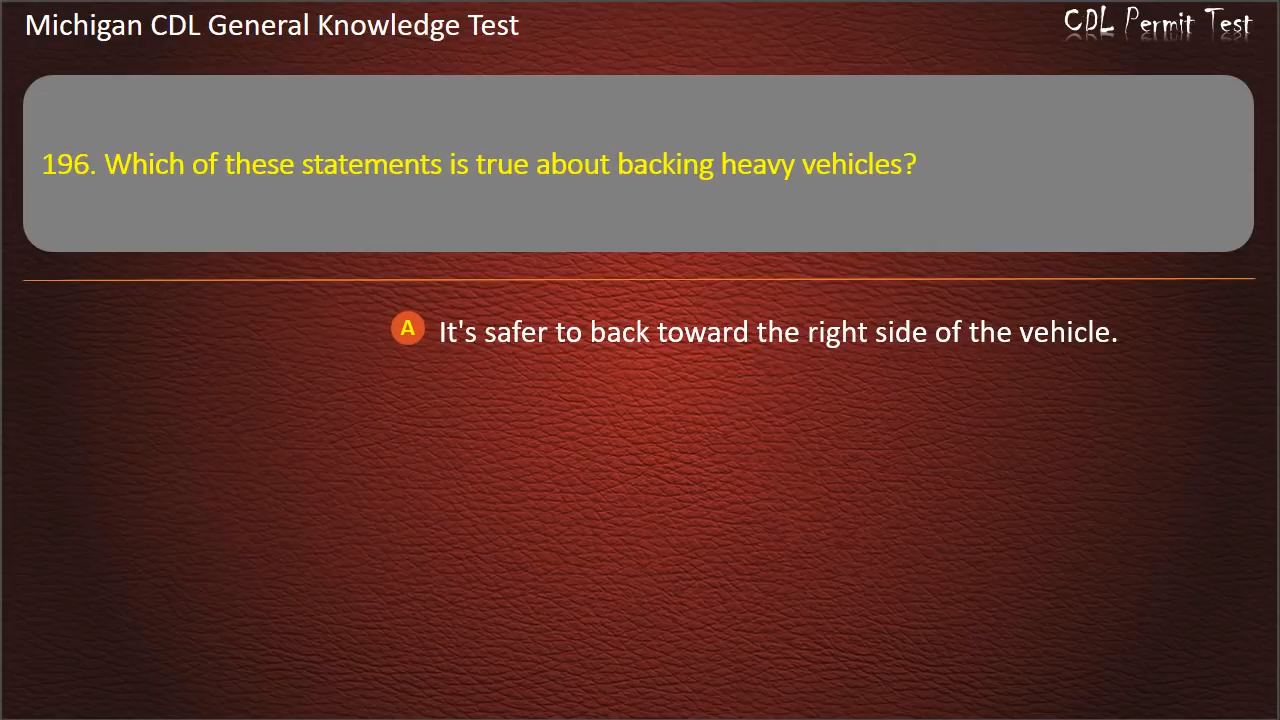 Michigan CDL General Knowledge Test
CDL Permit Test
196. Which of these statements is true about backing heavy vehicles?
A It's safer to back toward the right side of the vehicle.